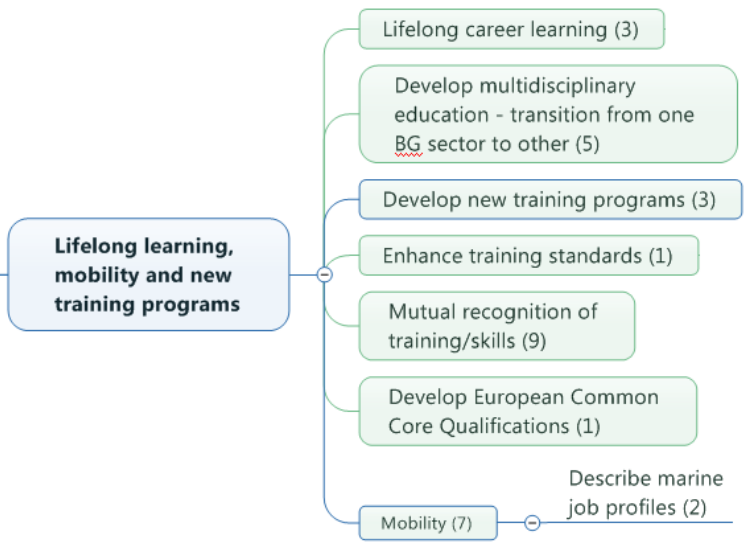 Lifelong learning,
mobility and new
training programs
Lifelong career learning (3)
Develop multidisciplinary
education - transition from one
BG sector to other (5)
Develop new training programs (3)
Enhance training standards (1)
Mutual recognition of
training/skills (9)
Develop European Common
Core Qualifications (1)
Mobility (7)
Describe marine
job profiles (2)